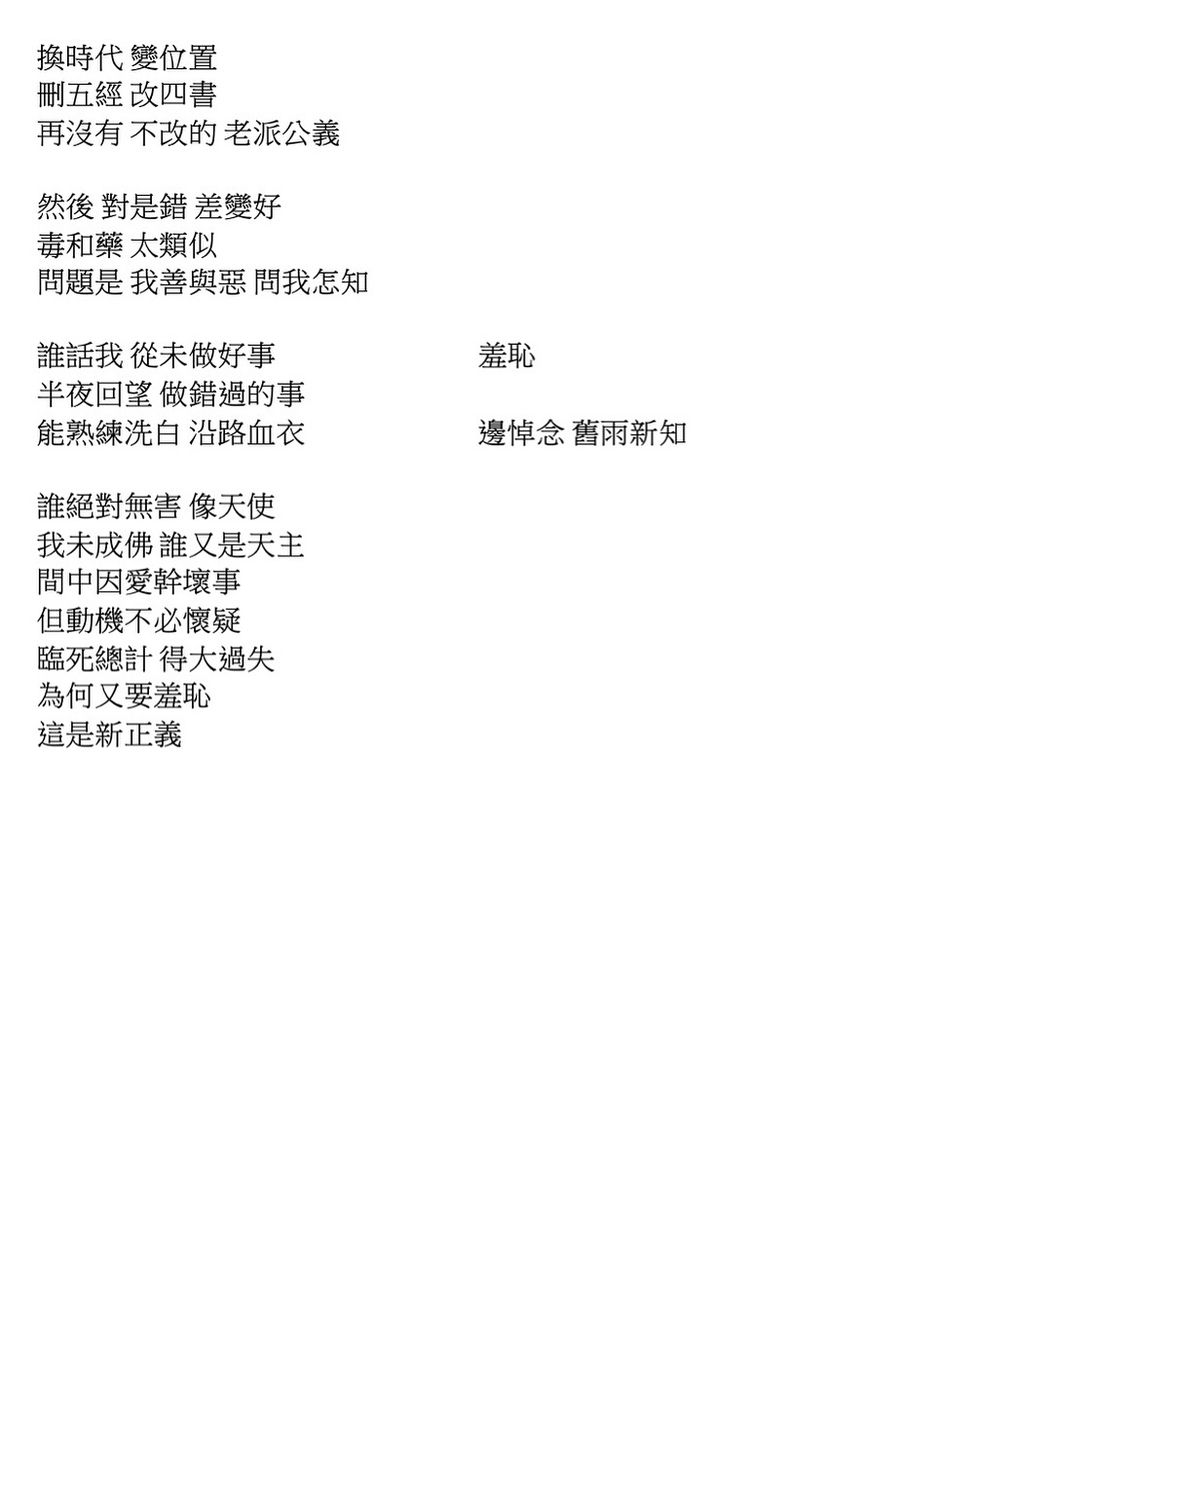 換時代 變位置
刪五經 改四書
再沒有 不改的 老派公義
然後 對是錯 差變好
毒和藥 太類似
問題是 我善與惡 問我怎知
誰話我 從未做好事 羞恥
半夜回望 做錯過的事
能熟練洗白 沿路血衣 邊悼念 舊雨新知
誰絕對無害 像天使
我未成佛 誰又是天主
間中因愛幹壞事
但動機不必懷疑
臨死總計 得大過失
為何又要羞恥
這是新正義